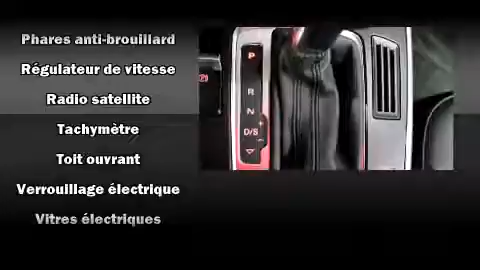 Phares anti-brouillard
Régulateur de vitesse
Radio satellite
Tachymètre
Toit ouvrant
Verrouillage électrique
Vitres électriques
P
R
N
D/S
+
-